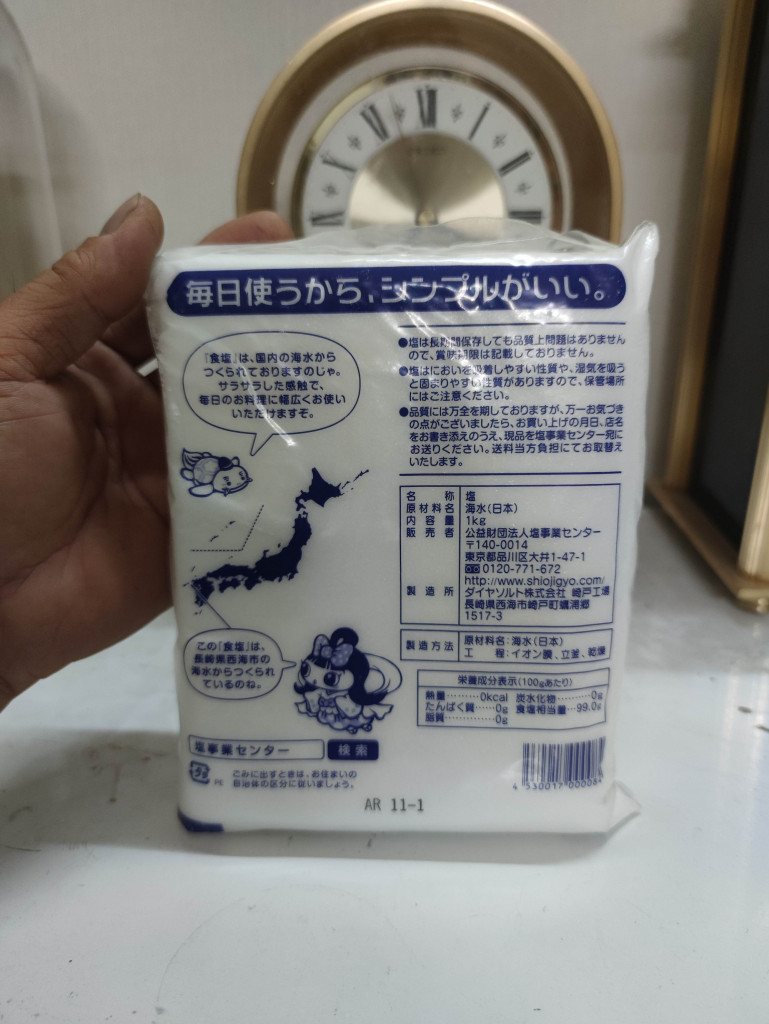 毎日使うから、シンプルがいい。
「食塩」は、国内の海水から
つくられておりますのじゃ。
サラサラした感触で、
毎日のお料理に幅広くお使い
いただけますぞ。
●塩は長期間保存しても品質上問題はありません
ので、賞味期限は記載しておりません。
●塩はにおいを吸着しやすい性質や、湿気を吸う
と固まりやすい性質がありますので、保管場所
にはご注意ください。
●品質には万全を期しておりますが、万一お気づき
の点がございましたら、お買い上げの月日、店名
をお書き添えのうえ、現品を塩事業センター宛に
お送りください。送料当方負担にてお取替え
いたします。
名称 塩
原材料名 海水(日本)
内容量 1kg
販売者 公益財団法人塩事業センター
〒140-0014
東京都品川区大井1-47-1
0120-771-672
http://www.shiojigyo.com/
製造所 ダイヤソルト株式会社 崎戸工場
長崎県西海市崎戸町蠣浦郷
1517-3
製造方法 原材料名:海水(日本)
工程:イオン膜、立釜、乾燥
栄養成分表示(100gあたり)
熱量……0kcal 炭水化物……0g
たんぱく質……0g 食塩相当量…99.0g
脂質……0g
この「食塩」は、
長崎県西海市の
海水からつくられ
ているのね。
塩事業センター 検索
プラ PE
ごみに出すときは、お住まいの
自治体の区分に従いましょう。
4 530017 000084
AR 11-1